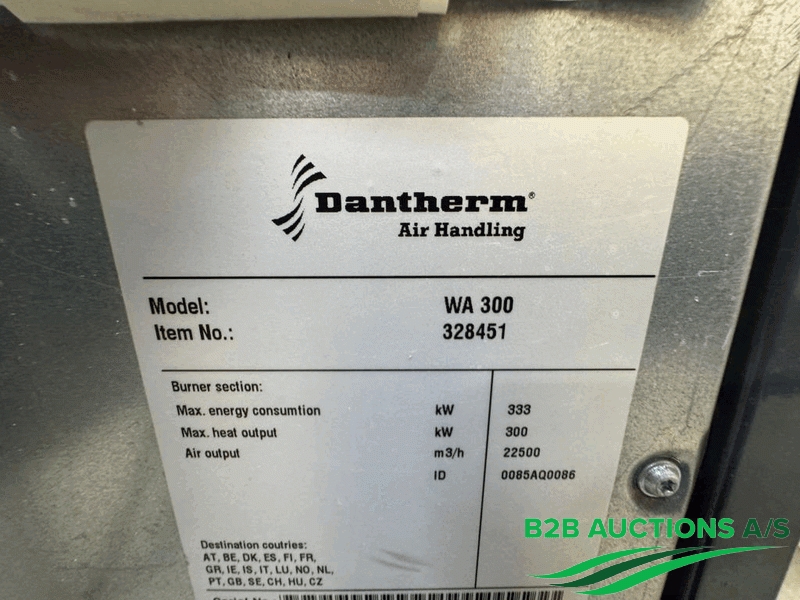 Dantherm®
Air Handling
Model: WA 300
Item No.: 328451
Burner section:
Max. energy consumtion kW 333
Max. heat output kW 300
Air output m3/h 22500
ID 0085AQ0086
Destination coutries:
AT, BE, DK, ES, FI, FR,
GR, IE, IS, IT, LU, NO, NL,
PT, GB, SE, CH, HU, CZ
B2B AUCTIONS A/S